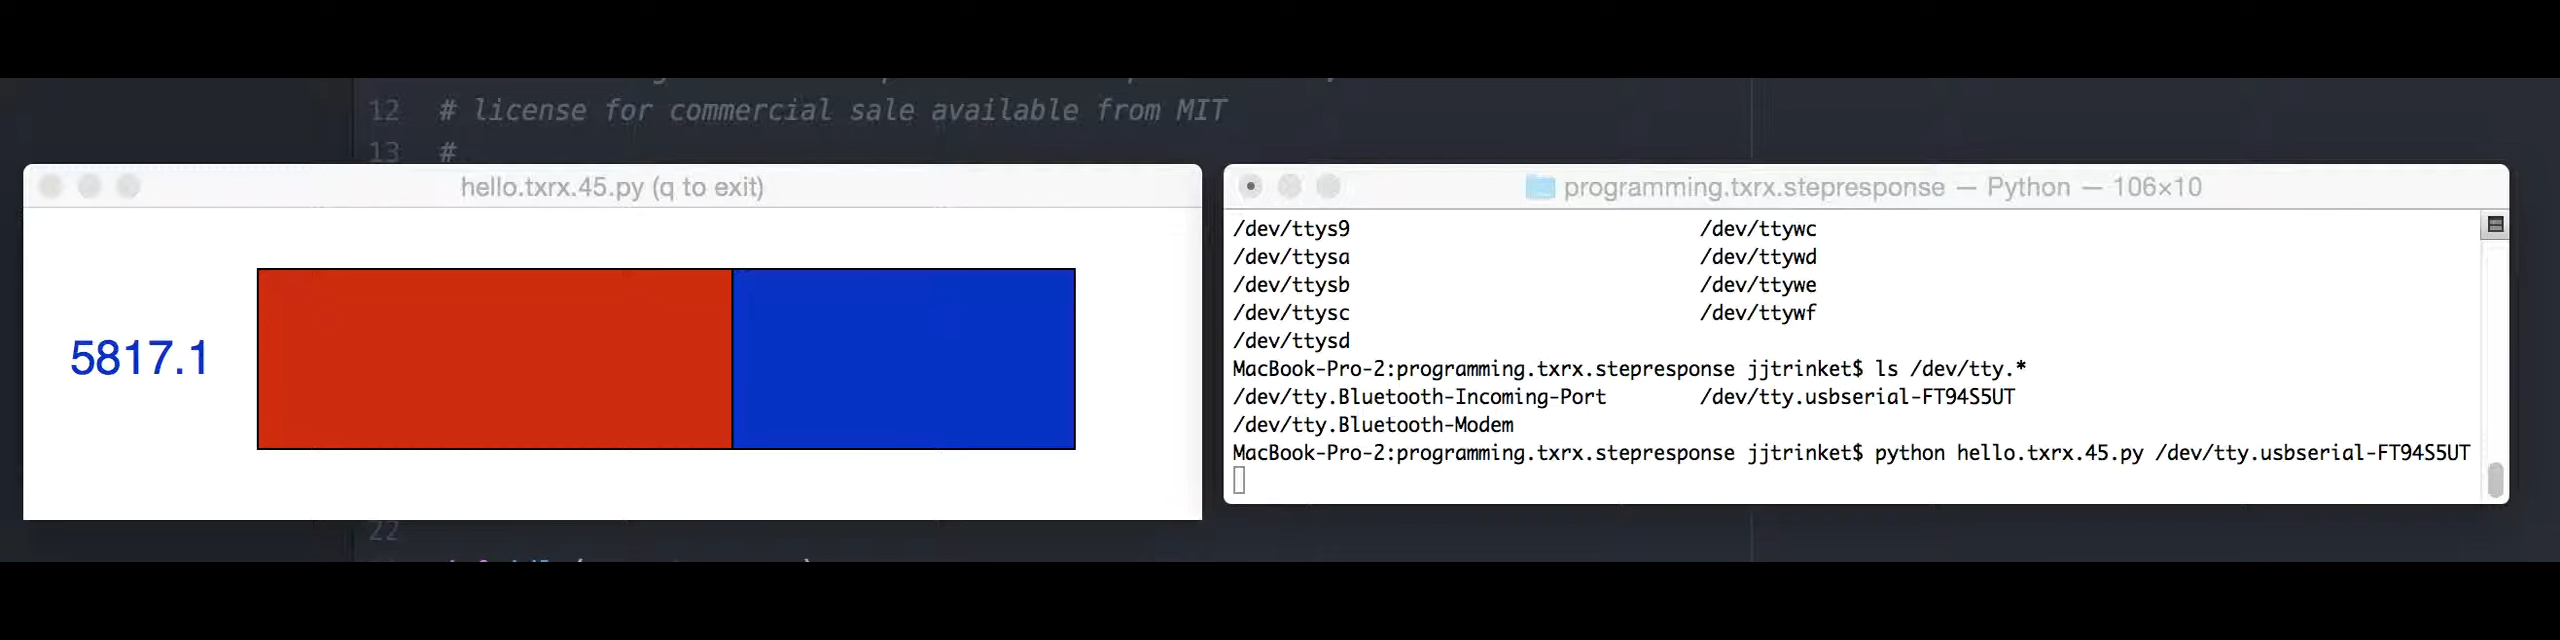 12 # license for commercial sale available from MIT
13 #
hello.txrx.45.py (q to exit)
5817.1
programming.txrx.stepresponse — Python — 106×10
/dev/ttys9 /dev/ttywc
/dev/ttysa /dev/ttywd
/dev/ttysb /dev/ttywe
/dev/ttysc /dev/ttywf
/dev/ttysd
MacBook-Pro-2:programming.txrx.stepresponse jjtrinket$ ls /dev/tty.*
/dev/tty.Bluetooth-Incoming-Port /dev/tty.usbserial-FT94S5UT
/dev/tty.Bluetooth-Modem
MacBook-Pro-2:programming.txrx.stepresponse jjtrinket$ python hello.txrx.45.py /dev/tty.usbserial-FT94S5UT
22